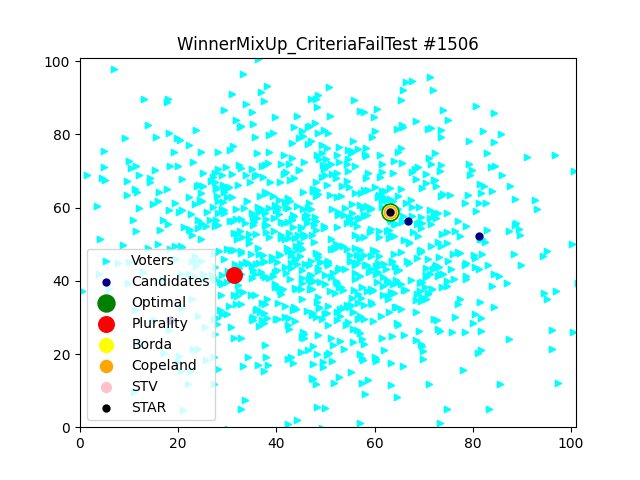 WinnerMixUp_CriteriaFailTest #1506
100
80
60
40
20
0
Voters
Candidates
Optimal
Plurality
Borda
Copeland
STV
STAR
0 20 40 60 80 100